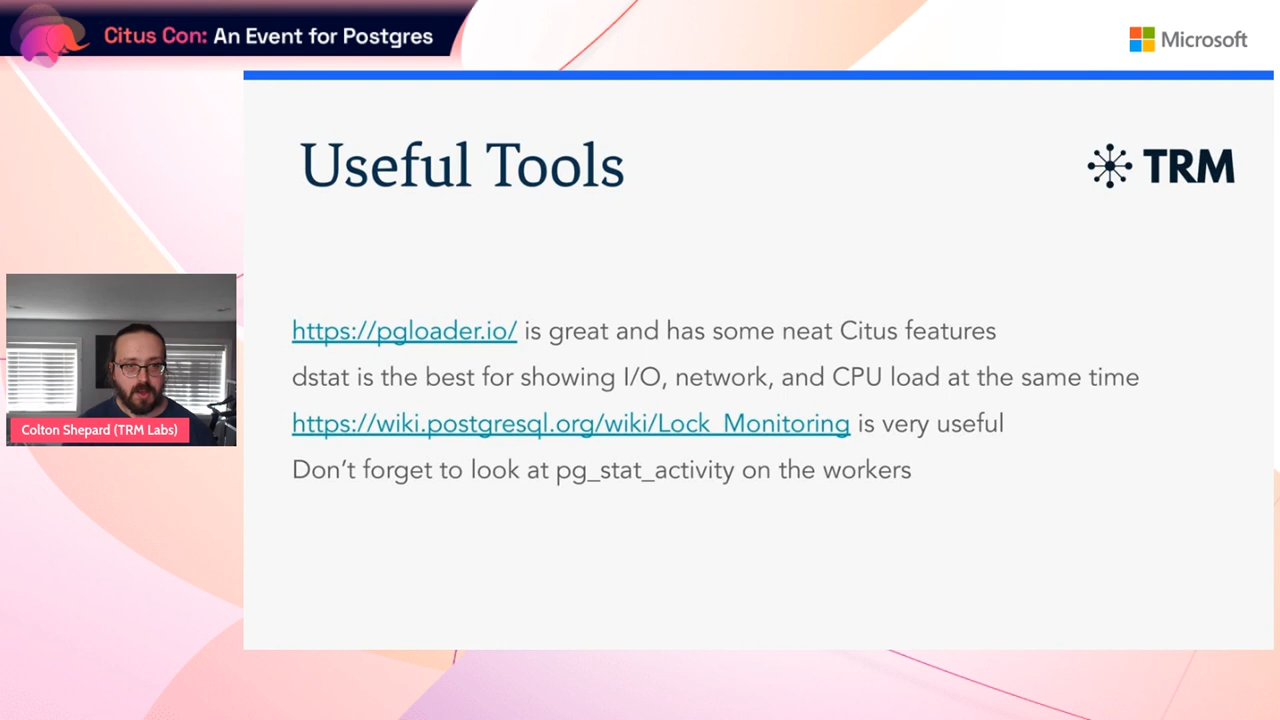 Citus Con: An Event for Postgres
Microsoft
Useful Tools
TRM
https://pgloader.io/ is great and has some neat Citus features
dstat is the best for showing I/O, network, and CPU load at the same time
https://wiki.postgresql.org/wiki/Lock_Monitoring is very useful
Don't forget to look at pg_stat_activity on the workers
Colton Shepard (TRM Labs)